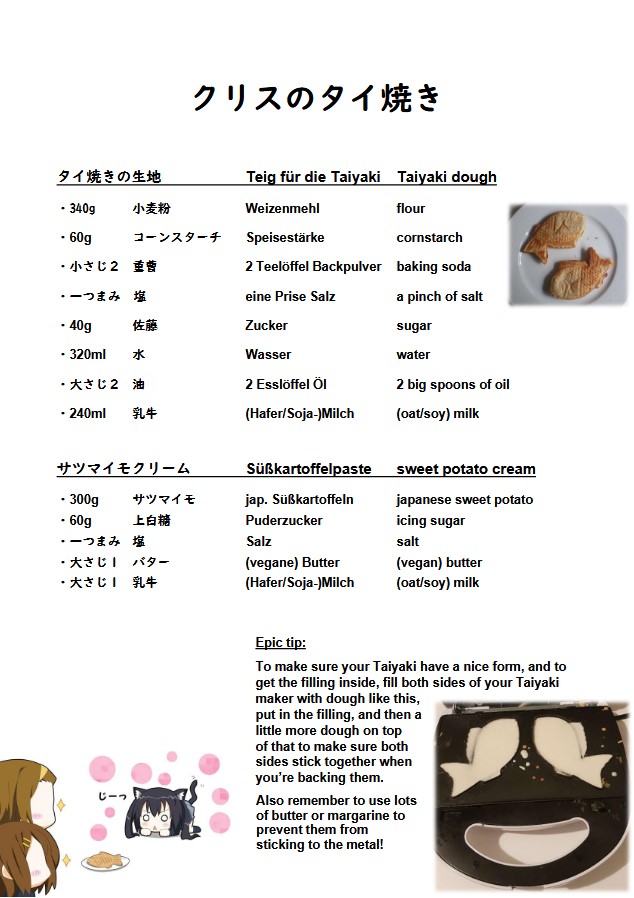 クリスのタイ焼き
タイ焼きの生地 Teig für die Taiyaki Taiyaki dough
・340g 小麦粉 Weizenmehl flour
・60g コーンスターチ Speisestärke cornstarch
・小さじ2 重曹 2 Teelöffel Backpulver baking soda
・一つまみ 塩 eine Prise Salz a pinch of salt
・40g 佐藤 Zucker sugar
・320ml 水 Wasser water
・大さじ2 油 2 Esslöffel Öl 2 big spoons of oil
・240ml 乳牛 (Hafer/Soja-)Milch (oat/soy) milk
サツマイモクリーム Süßkartoffelpaste sweet potato cream
・300g サツマイモ jap. Süßkartoffeln japanese sweet potato
・60g 上白糖 Puderzucker icing sugar
・一つまみ 塩 Salz salt
・大さじ1 バター (vegane) Butter (vegan) butter
・大さじ1 乳牛 (Hafer/Soja-)Milch (oat/soy) milk
Epic tip:
To make sure your Taiyaki have a nice form, and to
get the filling inside, fill both sides of your Taiyaki
maker with dough like this,
put in the filling, and then a
little more dough on top
of that to make sure both
sides stick together when
you're backing them.
Also remember to use lots
of butter or margarine to
prevent them from
sticking to the metal!
じーっ